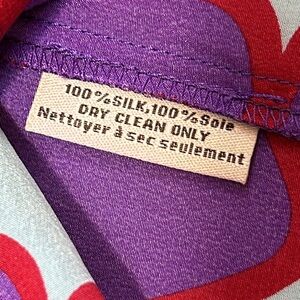 100%SILK,100%Soie
DRY CLEAN ONLY
Nettoyer à sec seulement